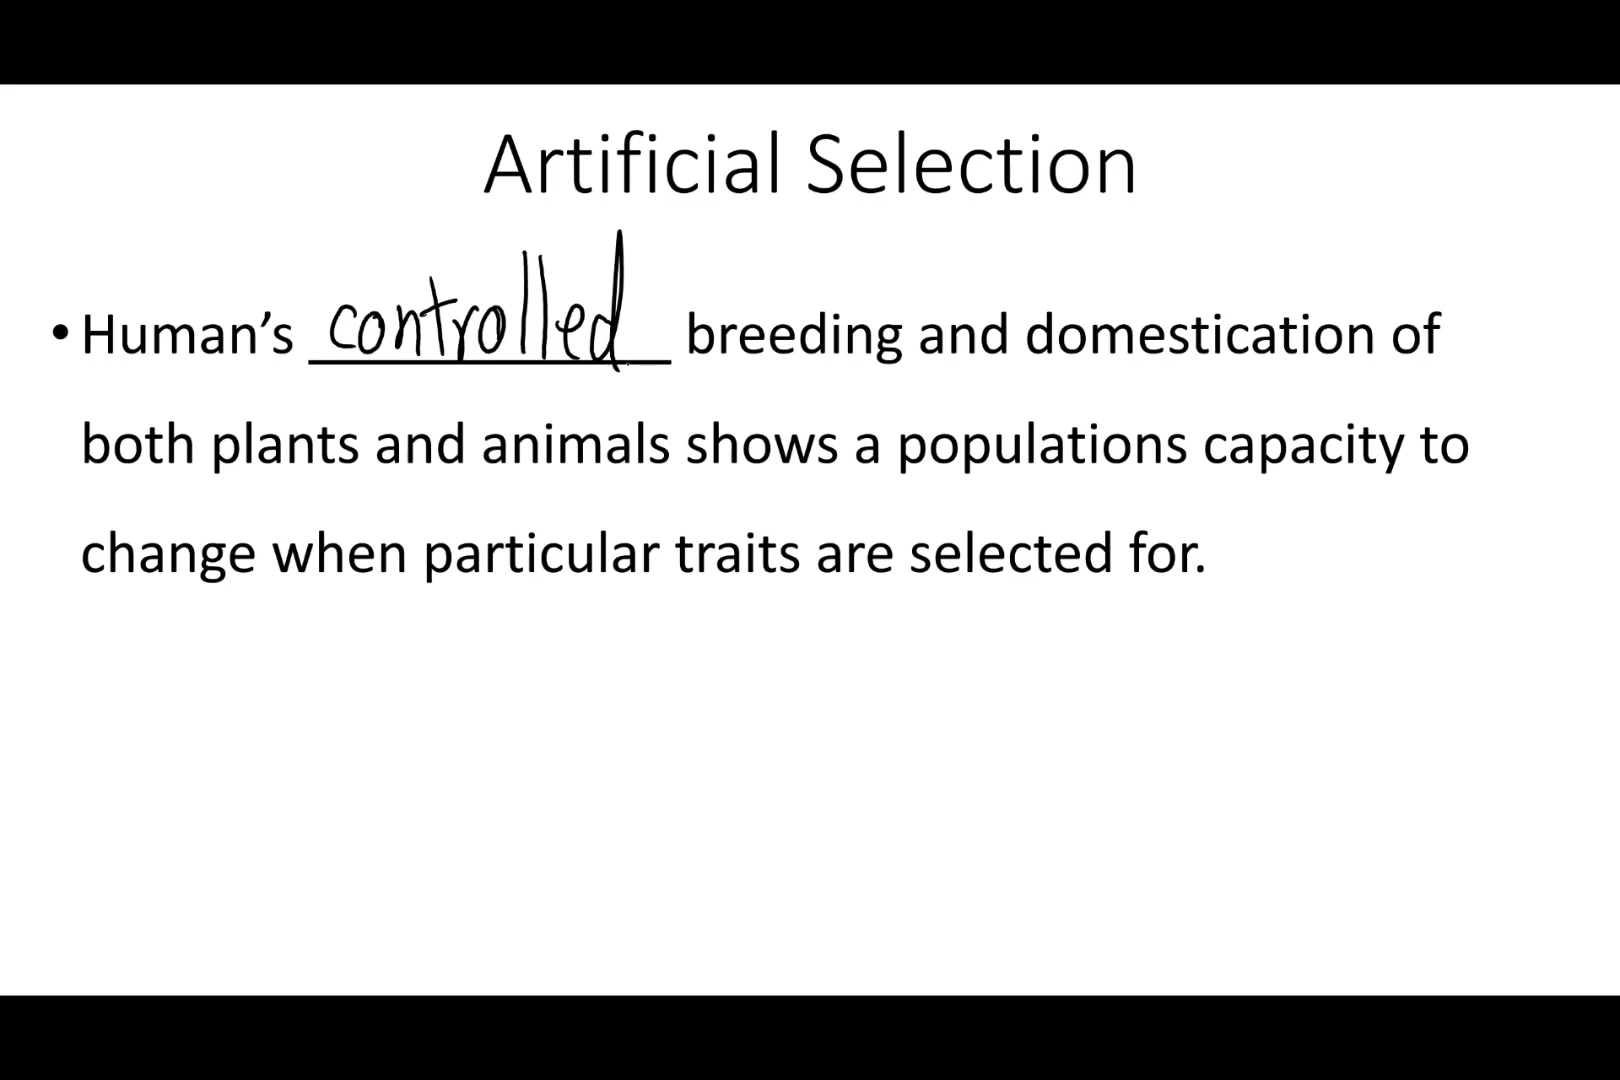 Artificial Selection
• Human’s controlled breeding and domestication of
both plants and animals shows a populations capacity to
change when particular traits are selected for.